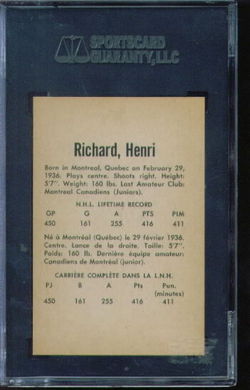 SPORTSCARD
GUARANTY, LLC
Richard, Henri
Born in Montreal, Quebec on February 29,
1936. Plays centre. Shoots right. Height:
5'7". Weight: 160 lbs. Last Amateur Club:
Montreal Canadiens (Juniors).
N.H.L. LIFETIME RECORD
GP G A PTS PIM
450 161 255 416 411
Né à Montréal (Québec) le 29 février 1936.
Centre. Lance de la droite. Taille: 5'7".
Poids: 160 lb. Dernière équipe amateur:
Canadiens de Montréal (junior).
CARRIÈRE COMPLÈTE DANS LA L.N.H.
PJ B A Pts Pun.
(minutes)
450 161 255 416 411